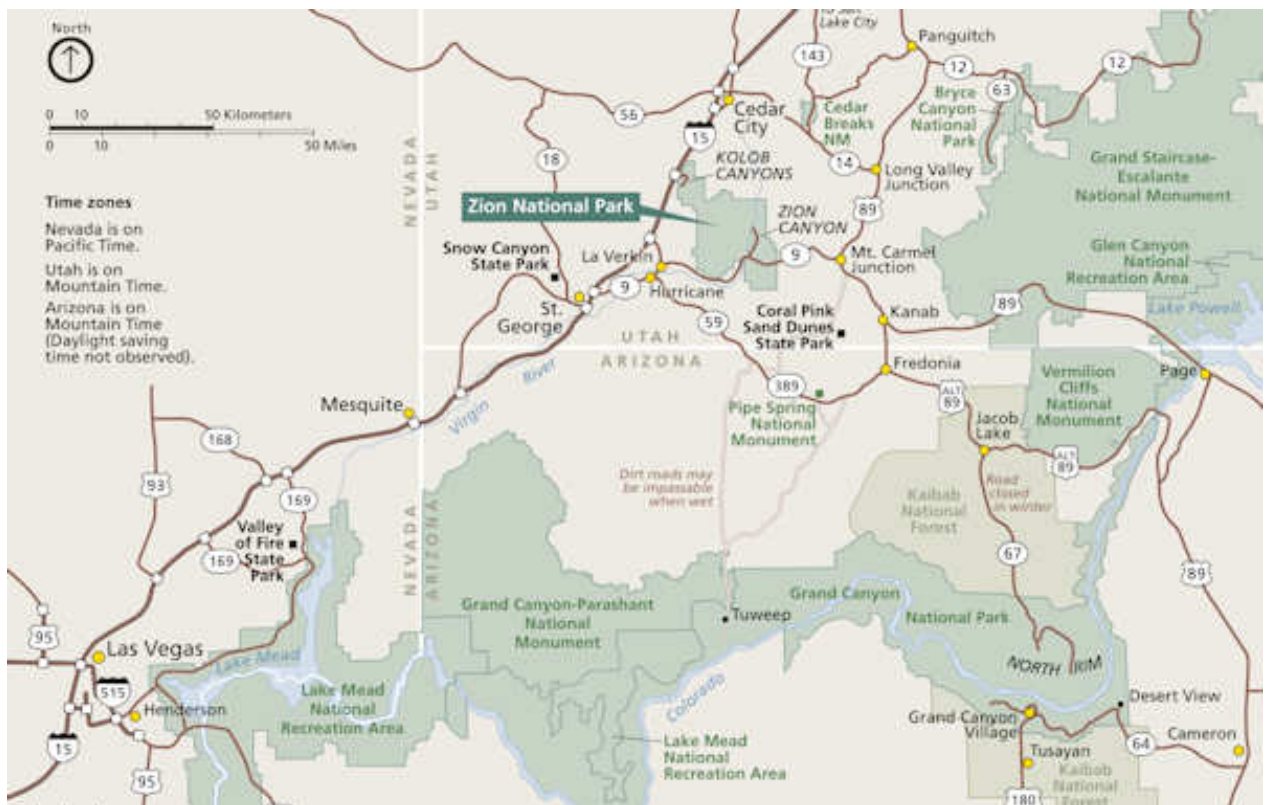 North
0 10 50 Kilometers
0 10 50 Miles
Time zones
Nevada is on
Pacific Time.
Utah is on
Mountain Time.
Arizona is on
Mountain Time
(Daylight saving
time not observed).
Lake City
Panguitch
143
12
12
63
Bryce
Canyon
National
Park
Cedar
City
56
15
Cedar
Breaks
NM
14
Long Valley
Junction
Grand Staircase-
Escalante
National Monument
18
KOLOB
CANYONS
NEVADA
UTAH
Zion National Park
ZION
CANYON
89
Snow Canyon
State Park
La Verkin
9
Mt. Carmel
Junction
Glen Canyon
National
Recreation Area
St.
George
9
Hurricane
59
Coral Pink
Sand Dunes
State Park
Kanab
89
Lake Powell
UTAH
ARIZONA
Fredonia
Page
River
389
Pipe Spring
National
Monument
ALT
89
Vermilion
Cliffs
National
Monument
Mesquite
Virgin
Jacob
Lake
ALT
89
168
93
169
Dirt roads may
be impassable
when wet
Kaibab
National
Forest
Road
closed
in winter
Valley
of Fire
State
Park
169
NEVADA
ARIZONA
67
89
Grand Canyon-Parashant
National
Monument
Tuweep
Grand Canyon
National Park
95
Las Vegas
515
Lake Mead
Henderson
Lake Mead
National
Recreation Area
Colorado
NORTH RIM
Desert View
15
95
Lake Mead
National
Recreation Area
Grand Canyon
Village
64
Cameron
Tusayan
Kaibab
National
Forest
180